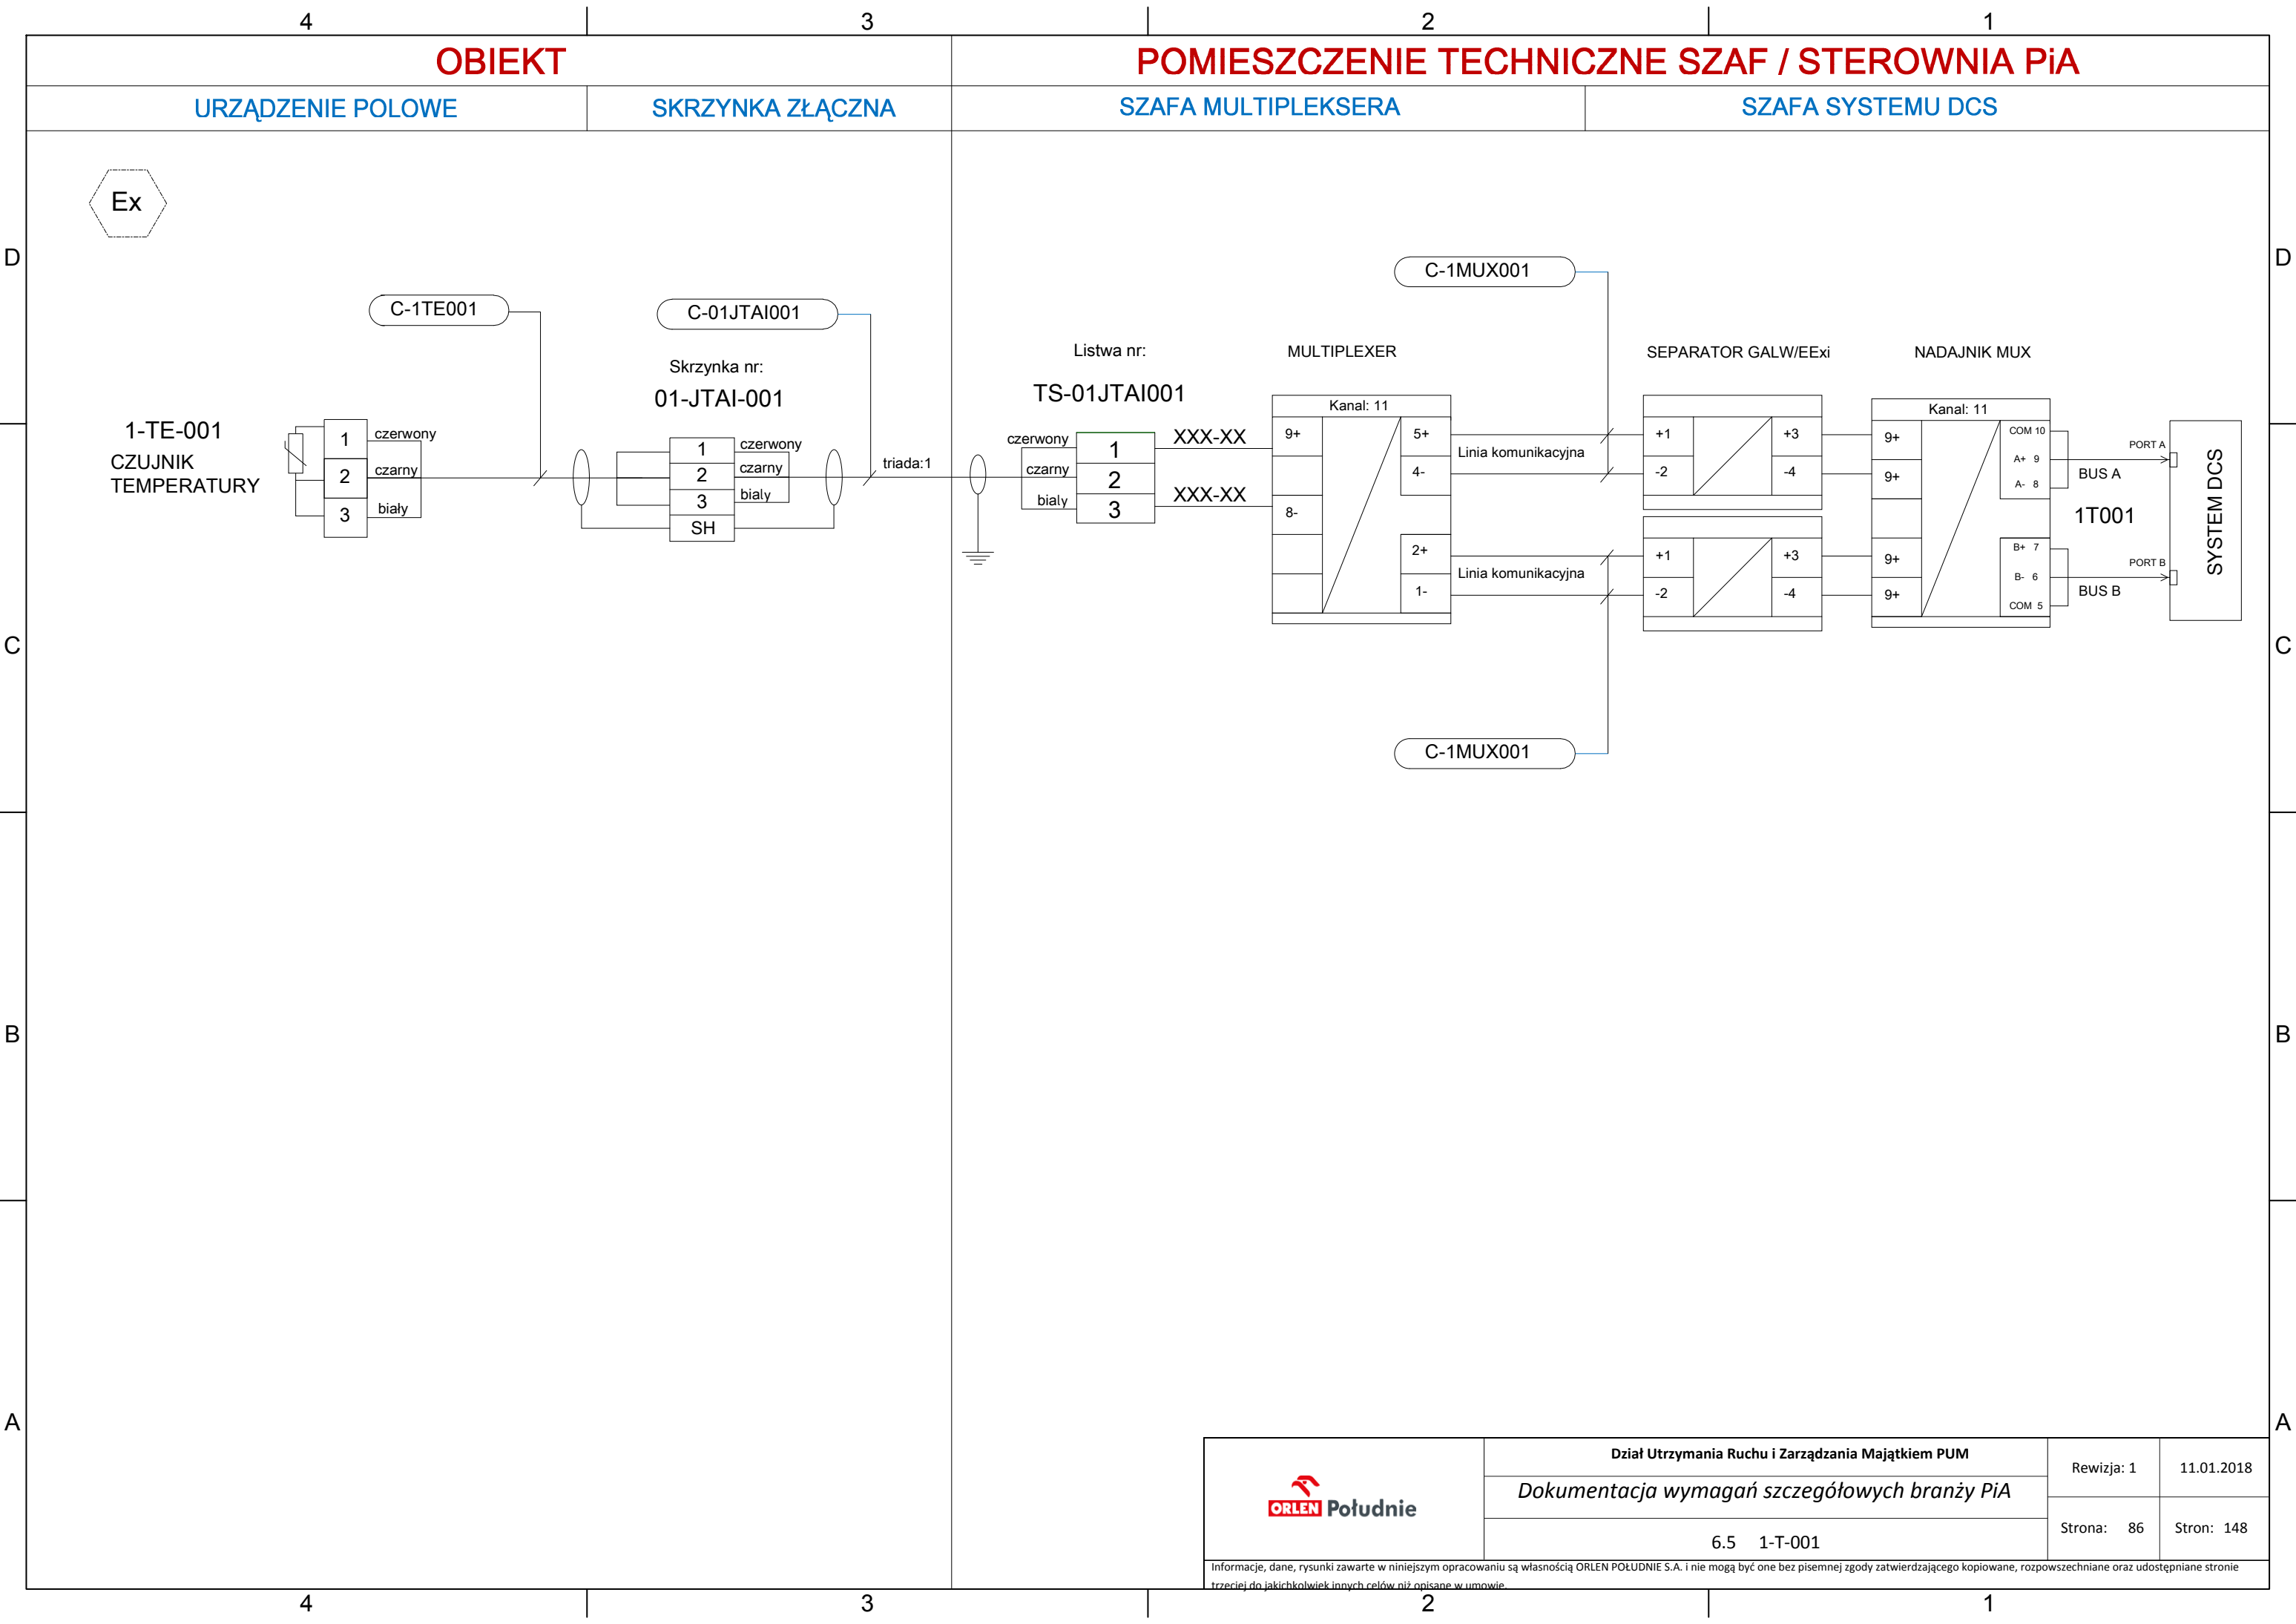 4
3
2
1
OBIEKT
POMIESZCZENIE TECHNICZNE SZAF / STEROWNIA PiA
URZĄDZENIE POLOWE
SKRZYNKA ZŁĄCZNA
SZAFA MULTIPLEKSERA
SZAFA SYSTEMU DCS
Ex
D
D
C-1TE001
C-01JTAI001
C-1MUX001
Skrzynka nr:
01-JTAI-001
Listwa nr:
TS-01JTAI001
MULTIPLEXER
SEPARATOR GALW/EExi
NADAJNIK MUX
1-TE-001
CZUJNIK
TEMPERATURY
1
2
3
czerwony
czarny
biały
1
2
3
SH
czerwony
czarny
bialy
triada:1
czerwony
czarny
bialy
1
2
3
XXX-XX
XXX-XX
Kanal: 11
9+
8-
5+
4-
2+
1-
Linia komunikacyjna
Linia komunikacyjna
+1
-2
+3
-4
+1
-2
+3
-4
Kanal: 11
9+
9+
9+
9+
COM 10
A+ 9
A- 8
B+ 7
B- 6
COM 5
PORT A
BUS A
1T001
PORT B
BUS B
SYSTEM DCS
C
C
C-1MUX001
B
B
A
A
ORLEN Południe
Dział Utrzymania Ruchu i Zarządzania Majątkiem PUM
Dokumentacja wymagań szczegółowych branży PiA
6.5 1-T-001
Rewizja: 1
11.01.2018
Strona: 86
Stron: 148
Informacje, dane, rysunki zawarte w niniejszym opracowaniu są własnością ORLEN POŁUDNIE S.A. i nie mogą być one bez pisemnej zgody zatwierdzającego kopiowane, rozpowszechniane oraz udostępniane stronie
trzeciej do jakichkolwiek innych celów niż opisane w umowie.
4
3
2
1